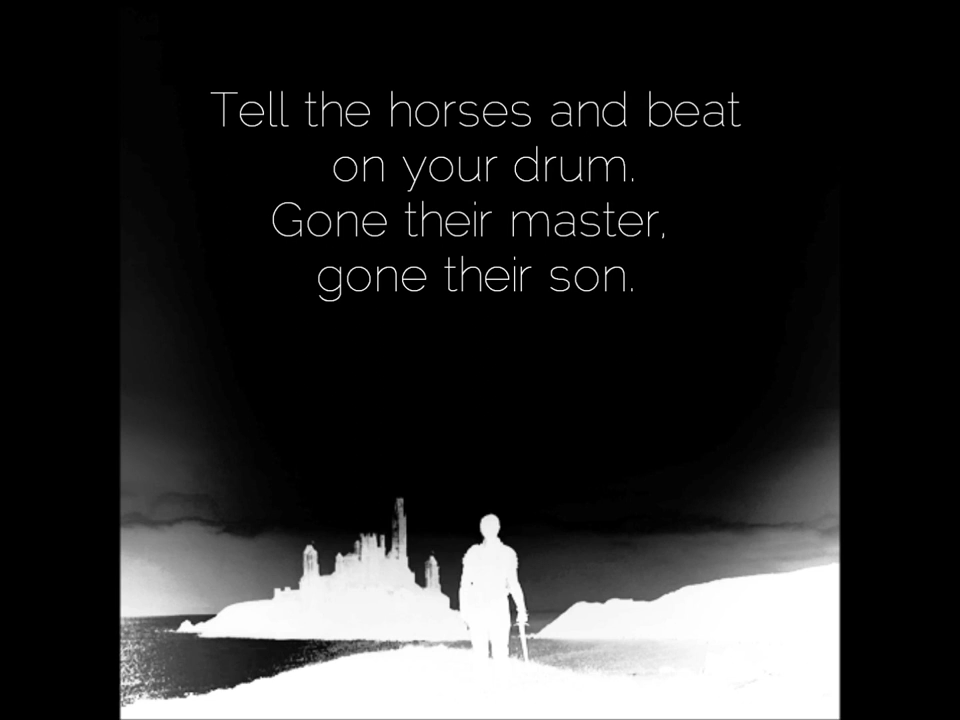 Tell the horses and beat
on your drum.
Gone their master,
gone their son.